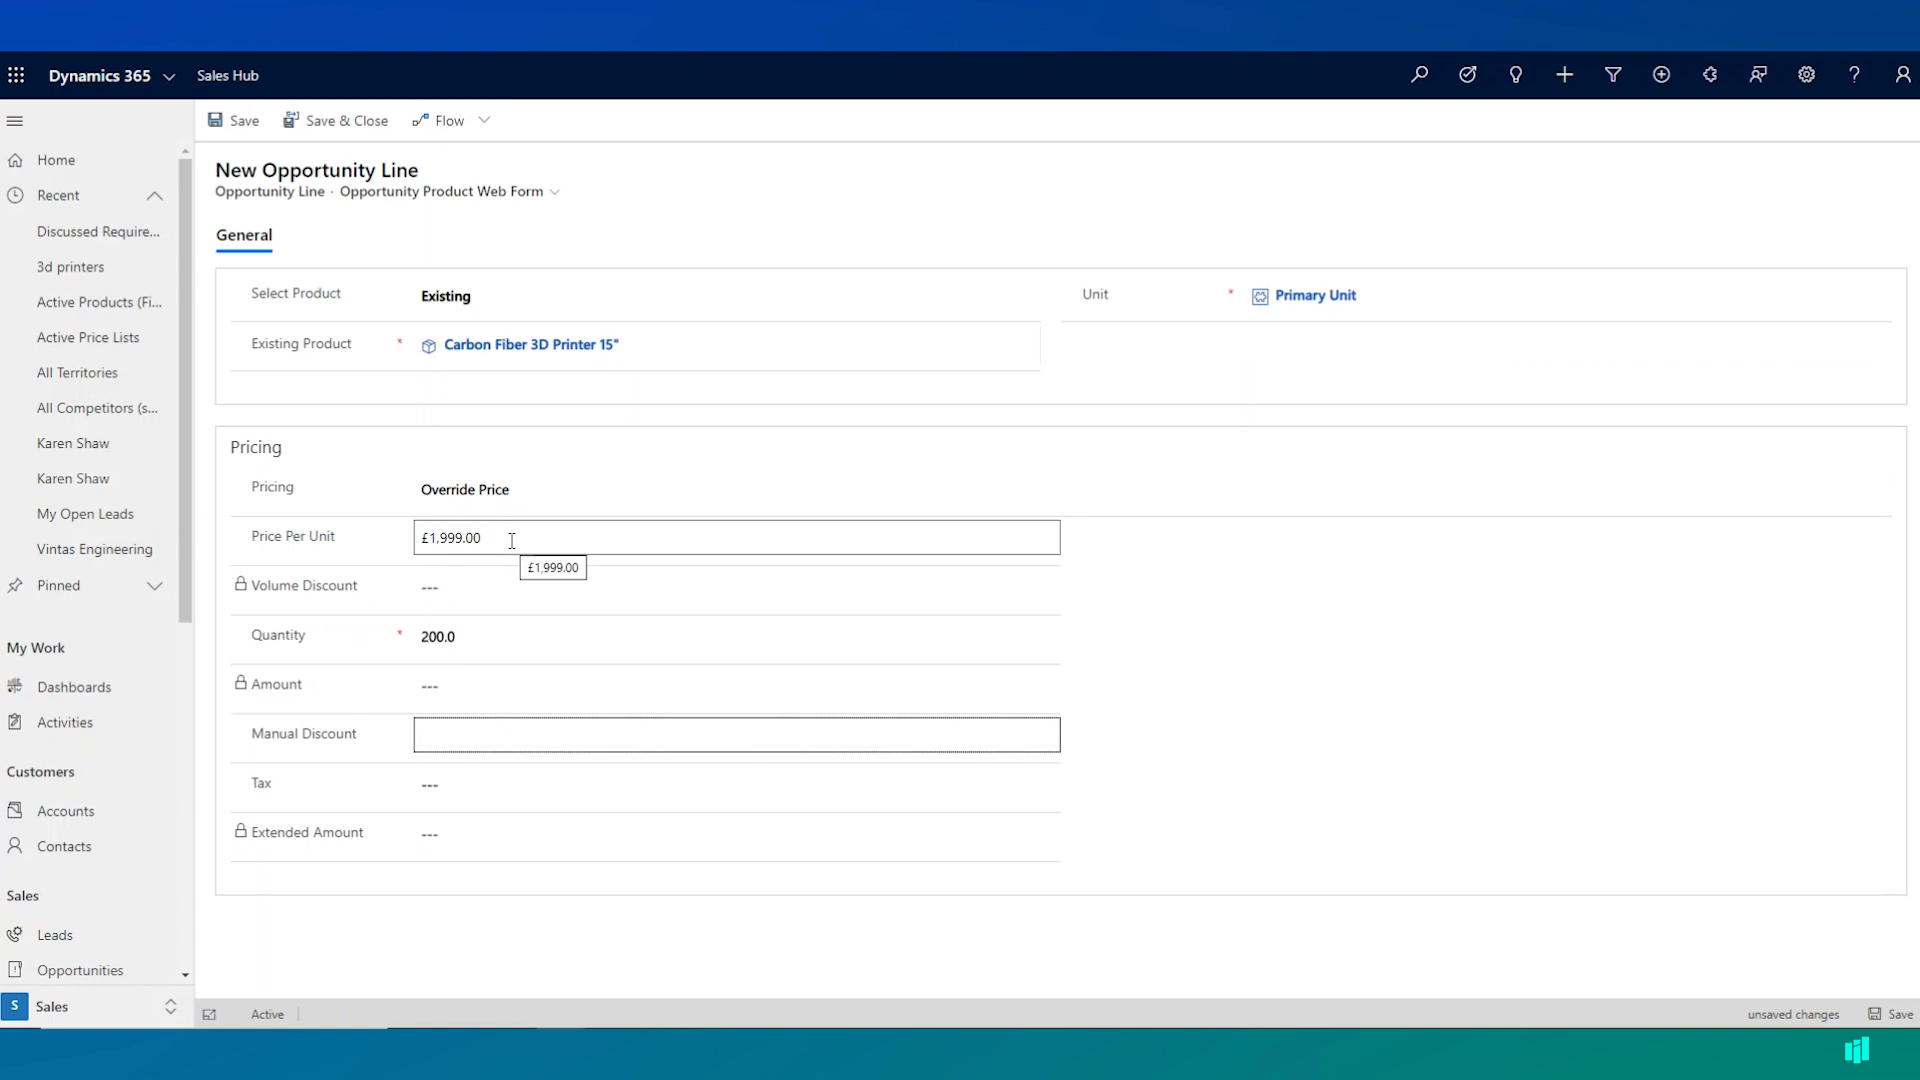 Dynamics 365 Sales Hub
Save Save & Close Flow
New Opportunity Line
Opportunity Line · Opportunity Product Web Form
General
Home
Recent
Discussed Require...
3d printers
Active Products (Fi...
Active Price Lists
All Territories
All Competitors (s...
Karen Shaw
Karen Shaw
My Open Leads
Vintas Engineering
Pinned
My Work
Dashboards
Activities
Customers
Accounts
Contacts
Sales
Leads
Opportunities
S Sales
Select Product Existing
Unit * Primary Unit
Existing Product * Carbon Fiber 3D Printer 15"
Pricing
Pricing Override Price
Price Per Unit £1,999.00
£1,999.00
Volume Discount ---
Quantity * 200.0
Amount ---
Manual Discount
Tax ---
Extended Amount ---
Active unsaved changes Save